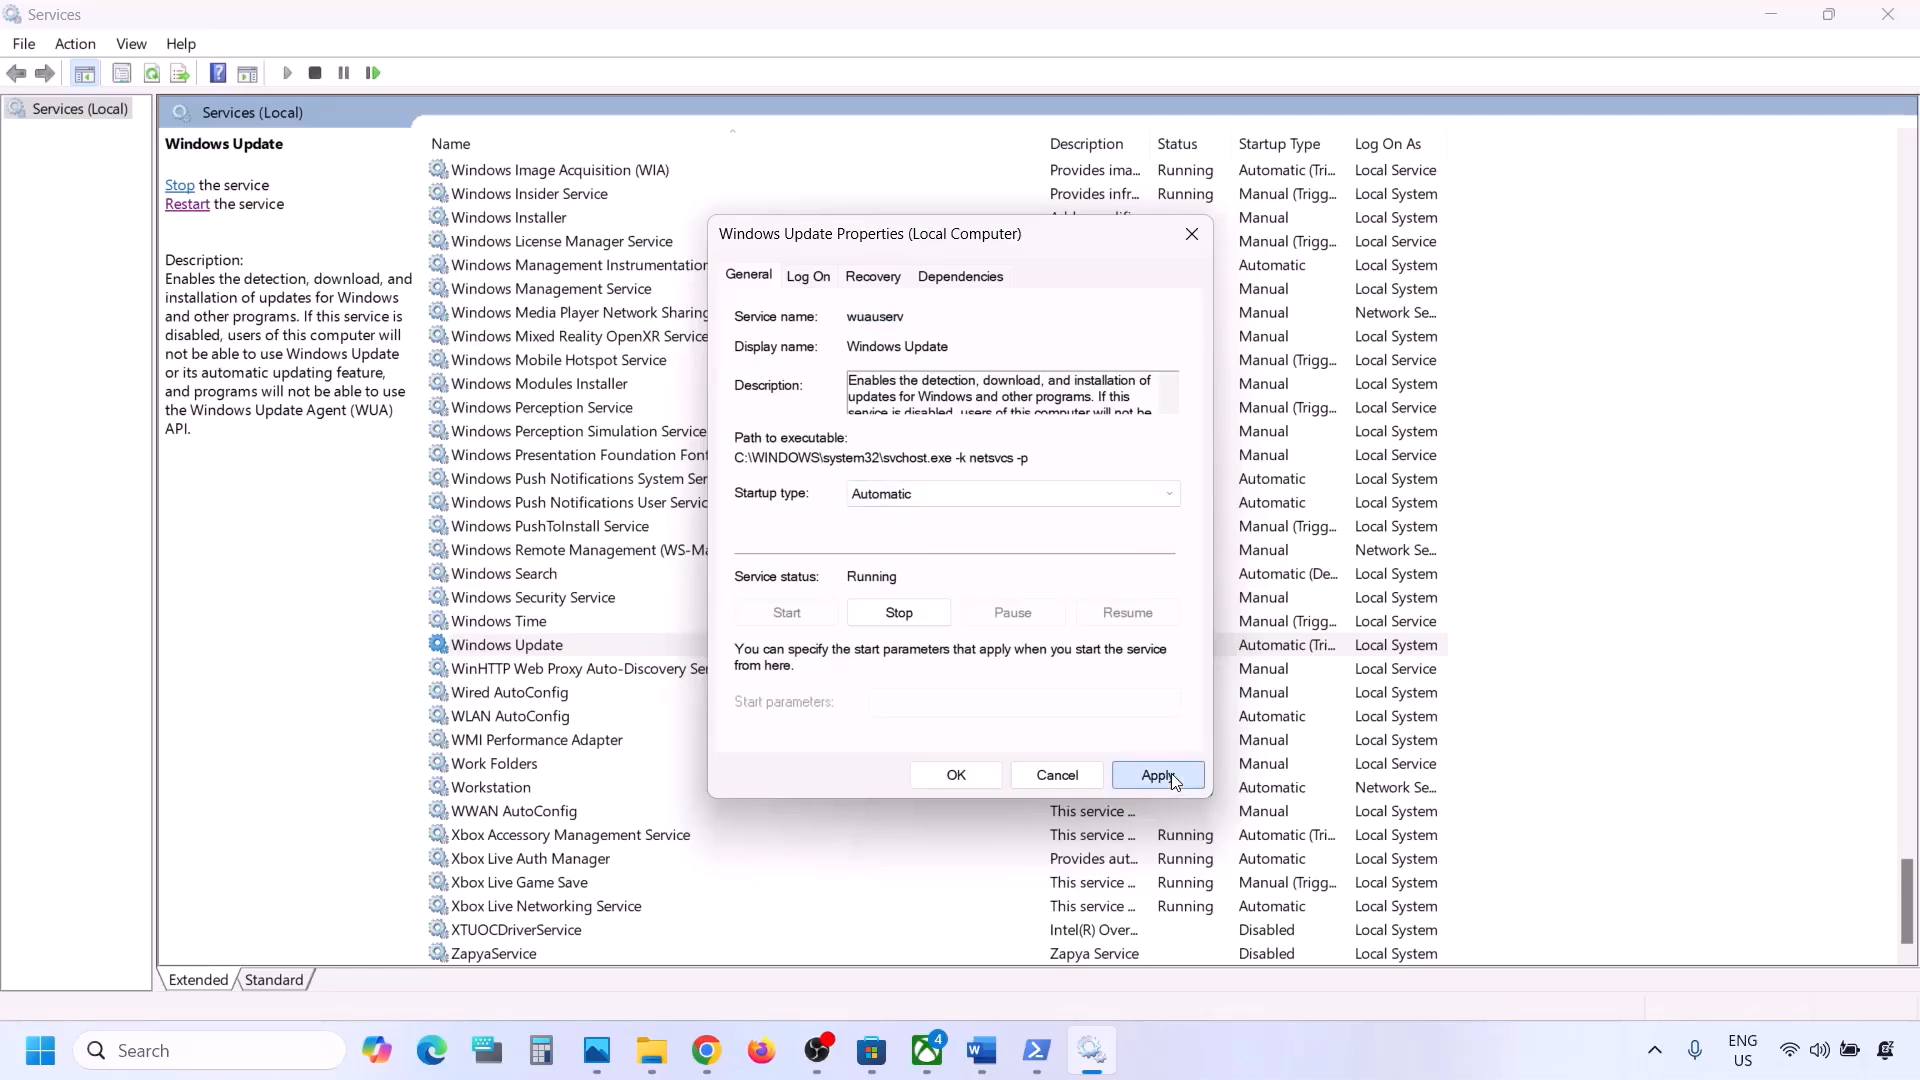 Services
File Action View Help
Services (Local)
Services (Local)
Windows Update
Stop the service
Restart the service
Description:
Enables the detection, download, and
installation of updates for Windows
and other programs. If this service is
disabled, users of this computer will
not be able to use Windows Update
or its automatic updating feature,
and programs will not be able to use
the Windows Update Agent (WUA)
API.
Name Description Status Startup Type Log On As
Windows Image Acquisition (WIA) Provides ima... Running Automatic (Tri... Local Service
Windows Insider Service Provides infr... Running Manual (Trigg... Local System
Windows Installer Manual Local System
Windows License Manager Service Manual (Trigg... Local Service
Windows Management Instrumentation Automatic Local System
Windows Management Service Manual Local System
Windows Media Player Network Sharing Manual Network Se...
Windows Mixed Reality OpenXR Service Manual Local System
Windows Mobile Hotspot Service Manual (Trigg... Local Service
Windows Modules Installer Manual Local System
Windows Perception Service Manual (Trigg... Local Service
Windows Perception Simulation Service Manual Local System
Windows Presentation Foundation Font Manual Local Service
Windows Push Notifications System Ser Automatic Local System
Windows Push Notifications User Servic Automatic Local System
Windows PushToInstall Service Manual (Trigg... Local System
Windows Remote Management (WS-Ma Manual Network Se...
Windows Search Automatic (De... Local System
Windows Security Service Manual Local System
Windows Time Manual (Trigg... Local Service
Windows Update Automatic (Tri... Local System
WinHTTP Web Proxy Auto-Discovery Ser Manual Local Service
Wired AutoConfig Manual Local System
WLAN AutoConfig Automatic Local System
WMI Performance Adapter Manual Local System
Work Folders Manual Local Service
Workstation Automatic Network Se...
WWAN AutoConfig This service ... Manual Local System
Xbox Accessory Management Service This service ... Running Automatic (Tri... Local System
Xbox Live Auth Manager Provides aut... Running Automatic Local System
Xbox Live Game Save This service ... Running Manual (Trigg... Local System
Xbox Live Networking Service This service ... Running Automatic Local System
XTUOCDriverService Intel(R) Over... Disabled Local System
ZapyaService Zapya Service Disabled Local System
Windows Update Properties (Local Computer)
General Log On Recovery Dependencies
Service name: wuauserv
Display name: Windows Update
Description: Enables the detection, download, and installation of
updates for Windows and other programs. If this
service is disabled, users of this computer will not be
Path to executable:
C:\WINDOWS\system32\svchost.exe -k netsvcs -p
Startup type: Automatic
Service status: Running
Start Stop Pause Resume
You can specify the start parameters that apply when you start the service
from here.
Start parameters:
OK Cancel Apply
Extended Standard
Search
4
ENG
US